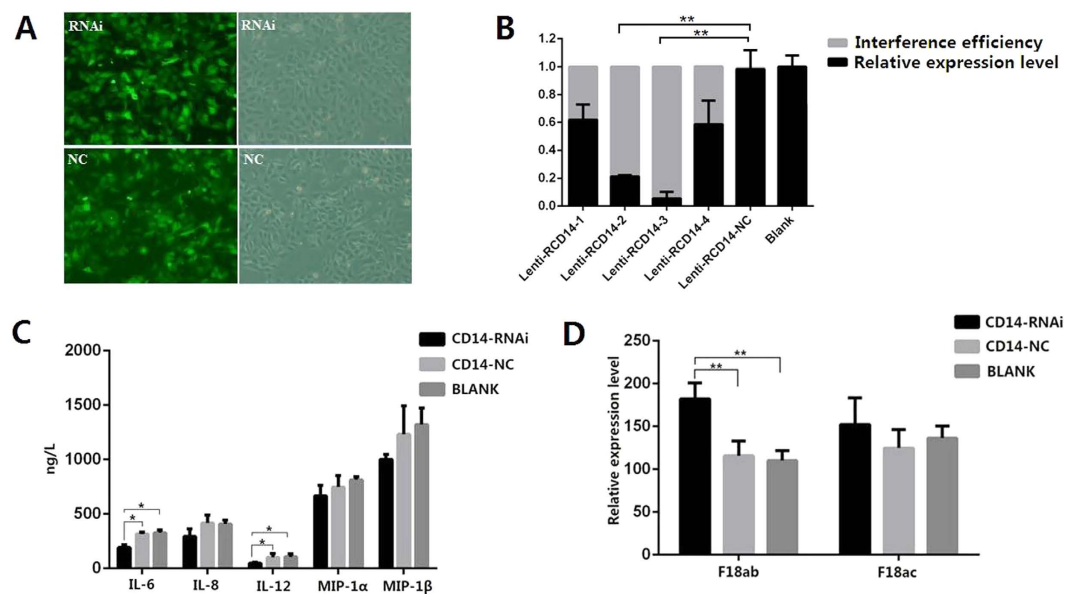 A
RNAi
RNAi
NC
NC
B
**
**
Interference efficiency
Relative expression level
1.2
1.0
0.8
0.6
0.4
0.2
0.0
Lenti-RCD14-1
Lenti-RCD14-2
Lenti-RCD14-3
Lenti-RCD14-4
Lenti-RCD14-NC
Blank
C
CD14-RNAi
CD14-NC
BLANK
ng/L
2000
1500
1000
500
0
*
*
*
*
IL-6
IL-8
IL-12
MIP-1α
MIP-1β
D
CD14-RNAi
CD14-NC
BLANK
Relative expression level
250
200
150
100
50
0
**
**
F18ab
F18ac